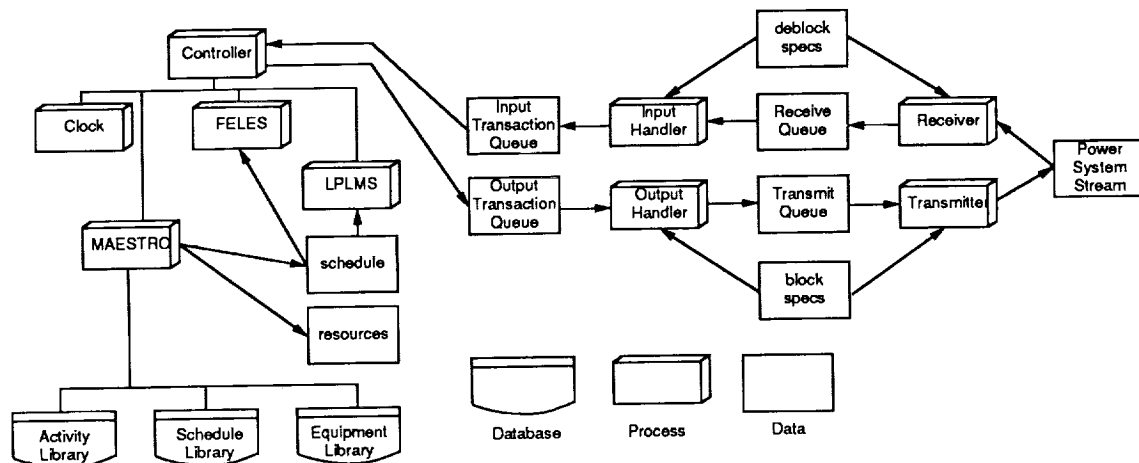 Controller
deblock
specs
Clock
FELES
Input
Transaction
Queue
Input
Handler
Receive
Queue
Receiver
Power
System
Stream
LPLMS
Output
Transaction
Queue
Output
Handler
Transmit
Queue
Transmitter
MAESTRO
schedule
block
specs
resources
Activity
Library
Schedule
Library
Equipment
Library
Database
Process
Data